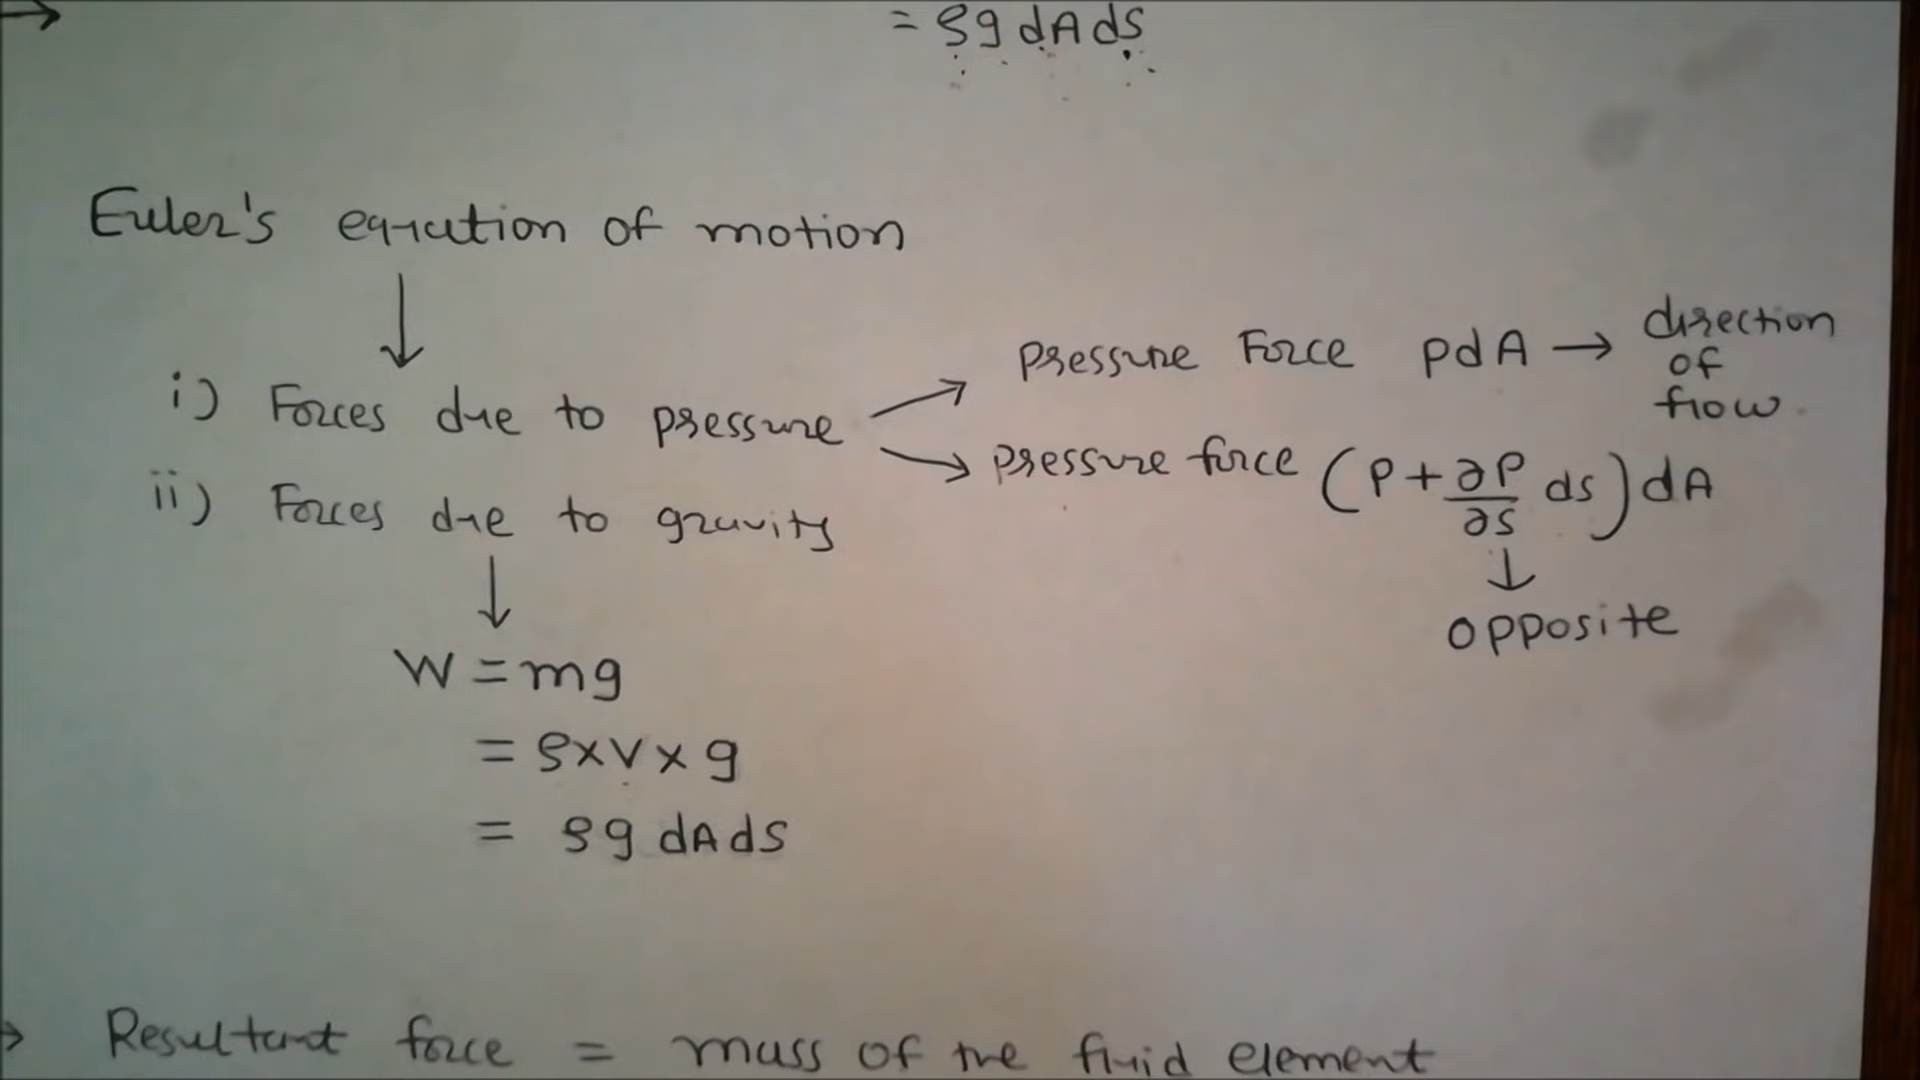 → = ρg dA ds
Euler's equation of motion
↓
i) Forces due to pressure → Pressure Force pdA → direction of flow
→ pressure force (P + ∂P/∂s ds) dA
ii) Forces due to gravity
↓
opposite
↓
W = mg
= ρ×V×g
= ρg dA ds
→ Resultant force = mass of the fluid element